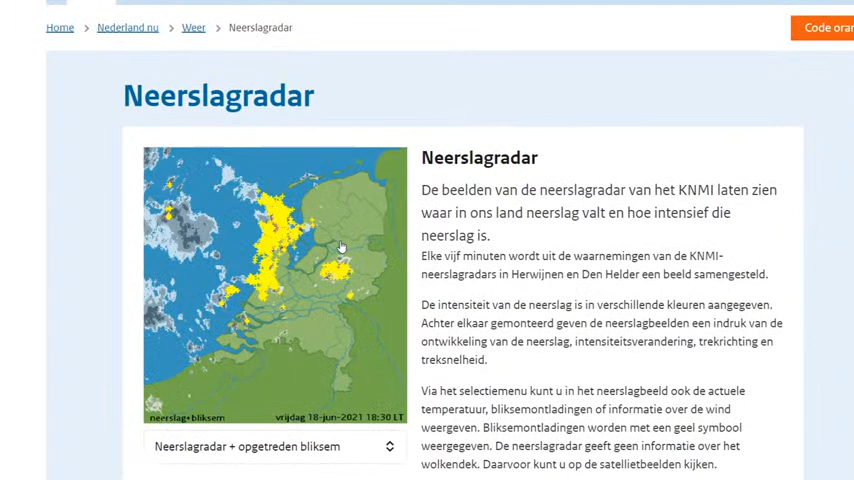 Home > Nederland nu > Weer > Neerslagradar
Code oran
Neerslagradar
neerslag+bliksem
vrijdag 18-jun-2021 18:30 LT
Neerslagradar + opgetreden bliksem
Neerslagradar
De beelden van de neerslagradar van het KNMI laten zien
waar in ons land neerslag valt en hoe intensief die
neerslag is.
Elke vijf minuten wordt uit de waarnemingen van de KNMI-
neerslagradars in Herwijnen en Den Helder een beeld samengesteld.
De intensiteit van de neerslag is in verschillende kleuren aangegeven.
Achter elkaar gemonteerd geven de neerslagbeelden een indruk van de
ontwikkeling van de neerslag, intensiteitsverandering, trekrichting en
treksnelheid.
Via het selectiemenu kunt u in het neerslagbeeld ook de actuele
temperatuur, bliksemontladingen of informatie over de wind
weergeven. Bliksemontladingen worden met een geel symbool
weergegeven. De neerslagradar geeft geen informatie over het
wolkendek. Daarvoor kunt u op de satellietbeelden kijken.